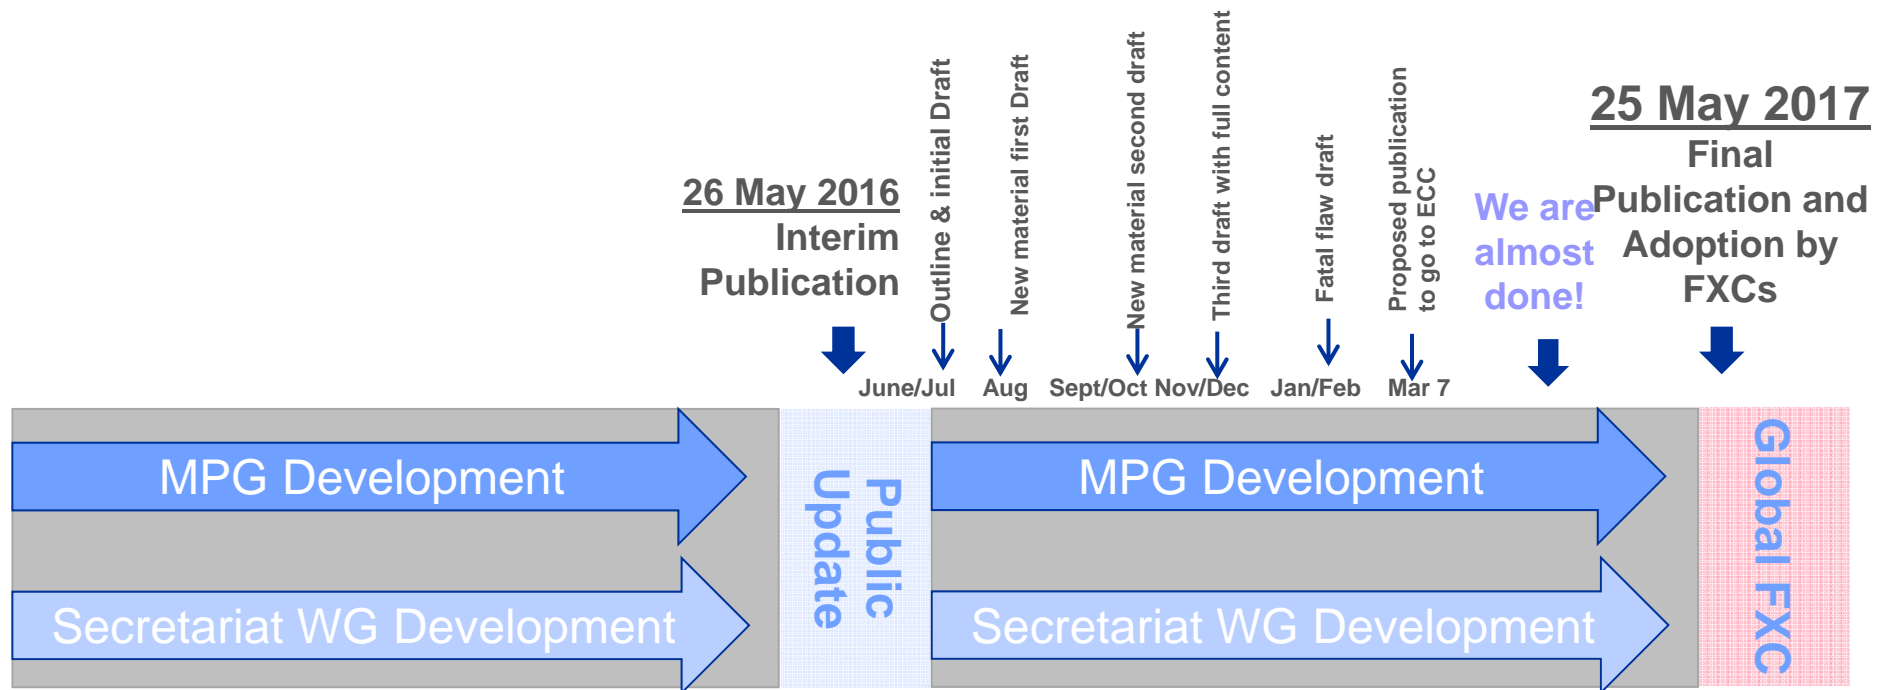 26 May 2016
Interim
Publication
Outline & initial Draft
New material first Draft
New material second draft
Third draft with full content
Fatal flaw draft
Proposed publication
to go to ECC
We are
almost
done!
25 May 2017
Final
Publication and
Adoption by
FXCs
June/Jul Aug Sept/Oct Nov/Dec Jan/Feb Mar 7
MPG Development
Secretariat WG Development
Public
Update
MPG Development
Secretariat WG Development
Global FXC